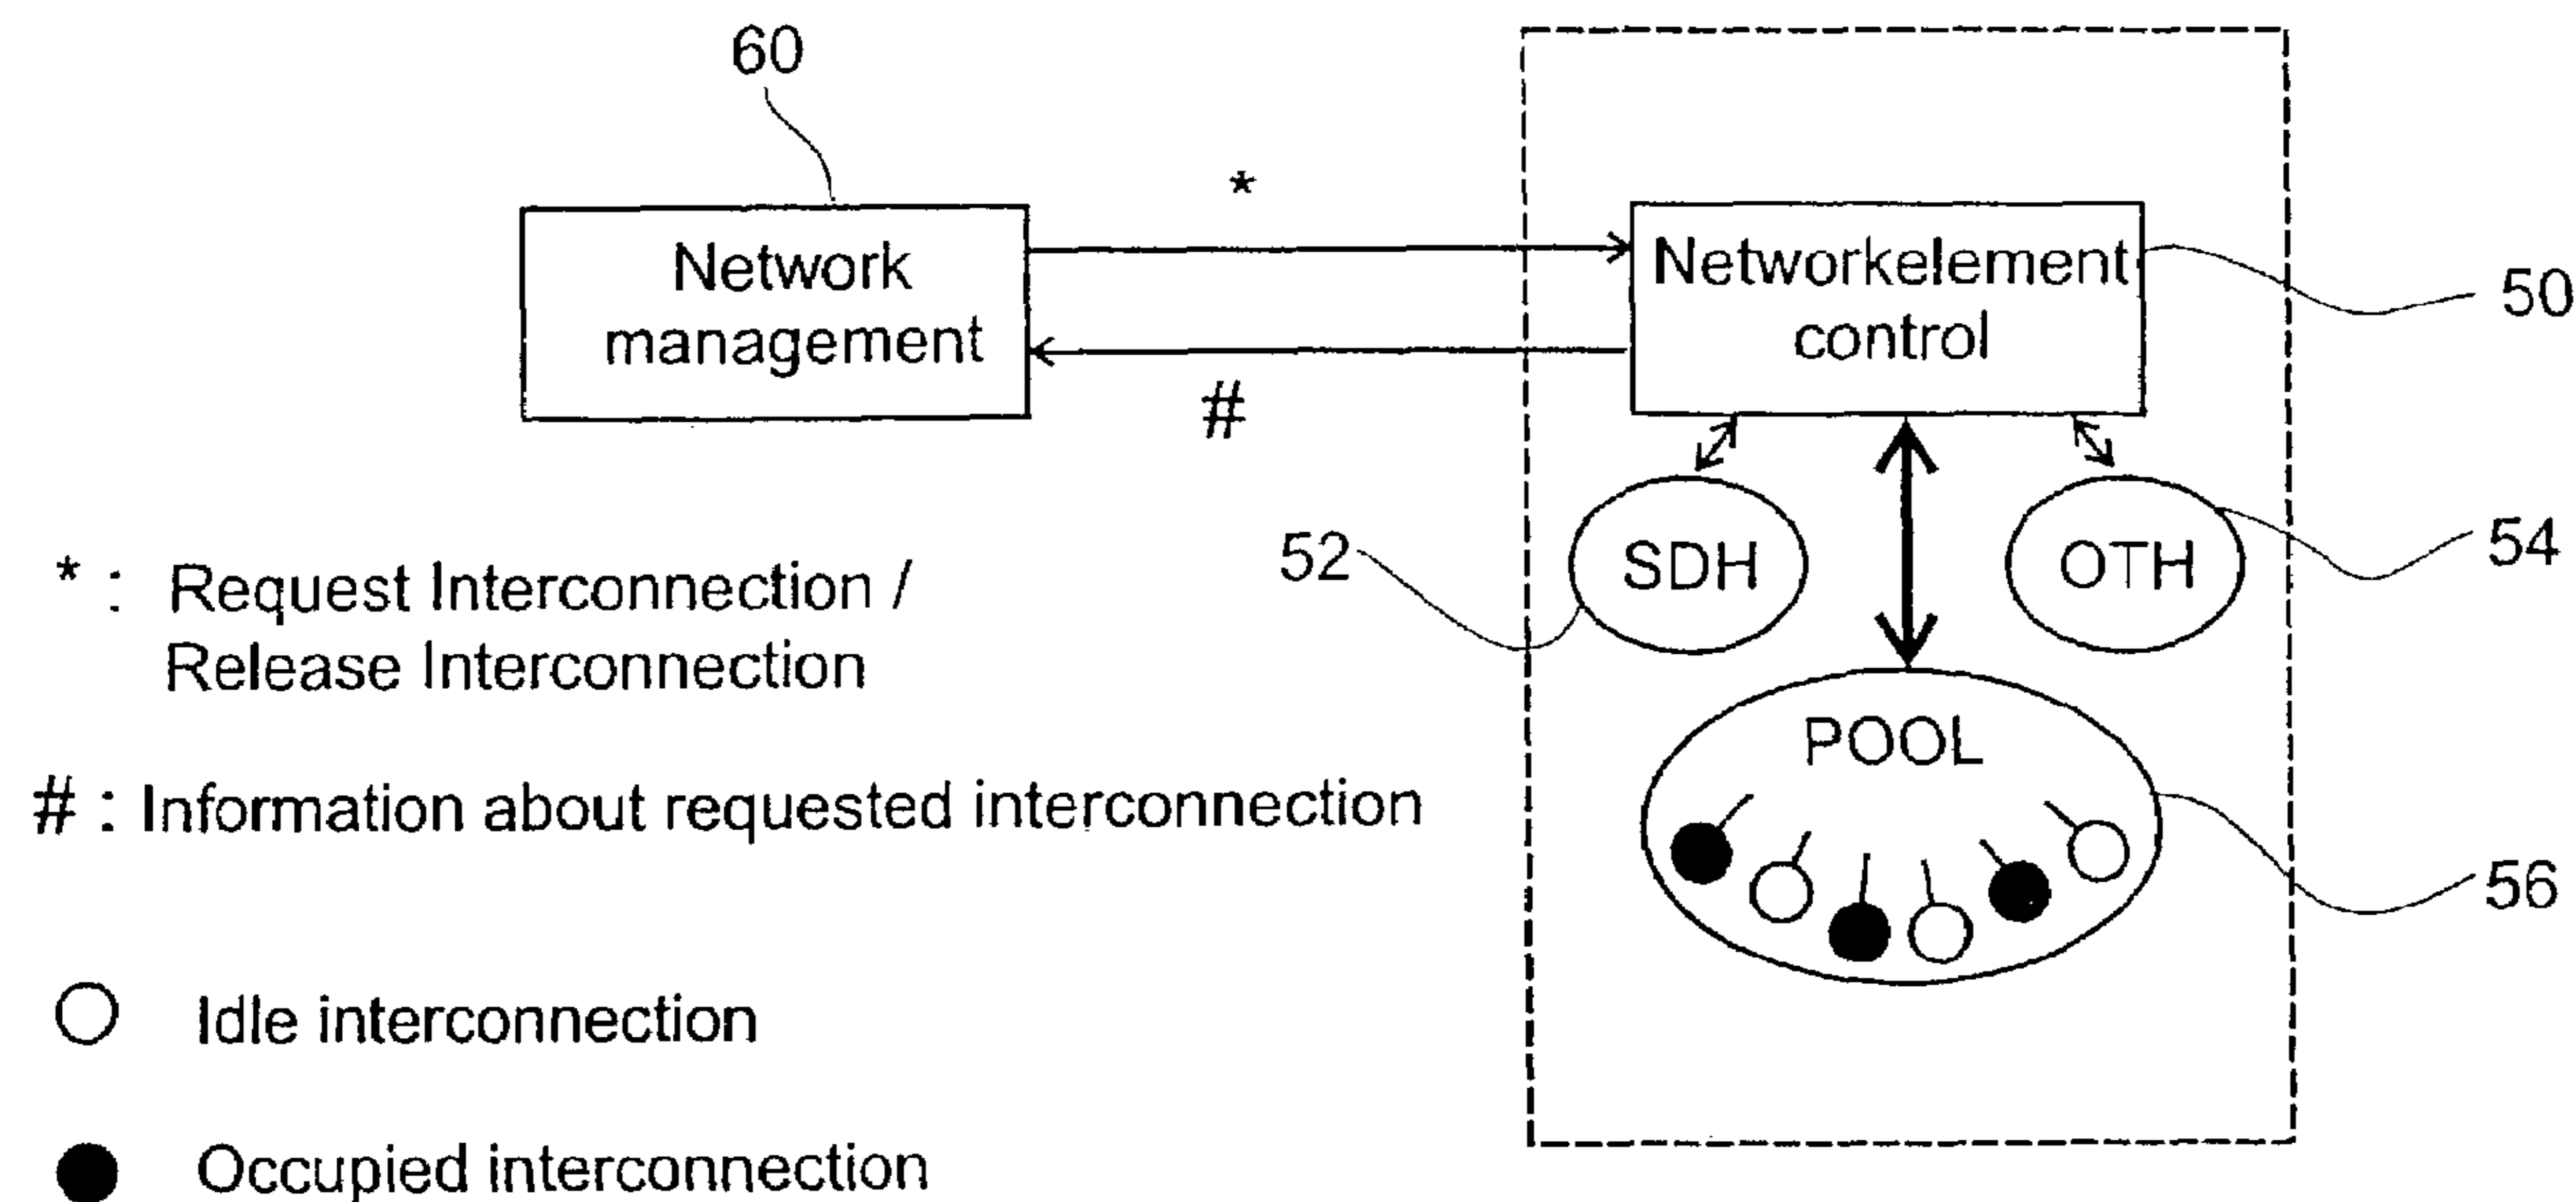 60
*
Network
management
Networkelement
control
50
#
52
SDH
OTH
54
* : Request Interconnection /
Release Interconnection
POOL
# : Information about requested interconnection
56
Idle interconnection
Occupied interconnection